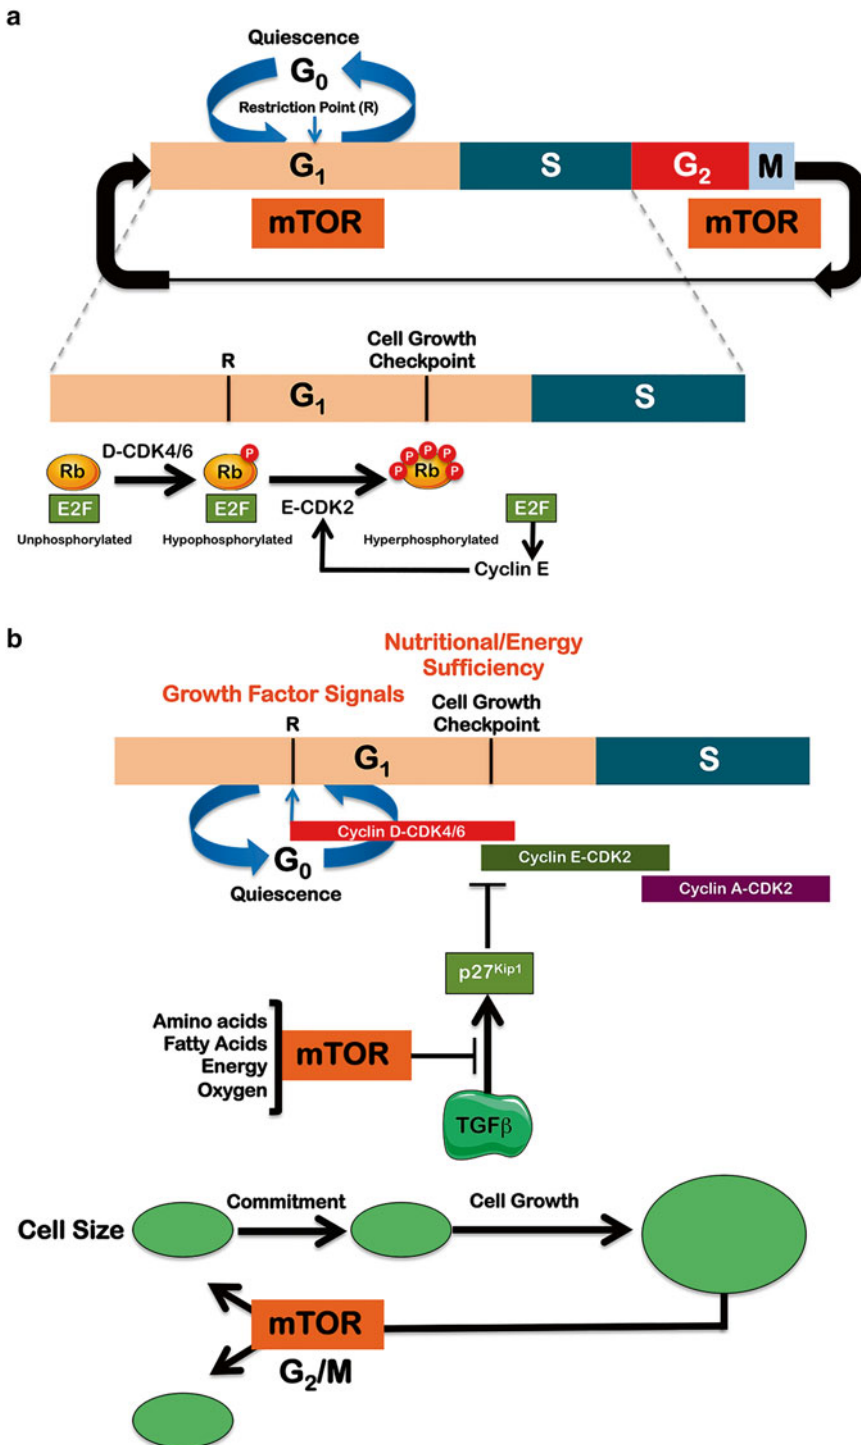 a
Quiescence
G₀
Restriction Point (R)
G₁
S
G₂
M
mTOR
mTOR
Cell Growth
Checkpoint
R
G₁
S
D-CDK4/6
P
P P P P P
Rb
Rb
Rb
E2F
E2F
E-CDK2
E2F
Unphosphorylated
Hypophosphorylated
Hyperphosphorylated
Cyclin E
b
Nutritional/Energy
Sufficiency
Growth Factor Signals
Cell Growth
Checkpoint
R
G₁
S
Cyclin D-CDK4/6
G₀
Quiescence
Cyclin E-CDK2
Cyclin A-CDK2
p27ᴷⁱᵖ¹
Amino acids
Fatty Acids
Energy
Oxygen
mTOR
TGFβ
Cell Size
Commitment
Cell Growth
mTOR
G₂/M